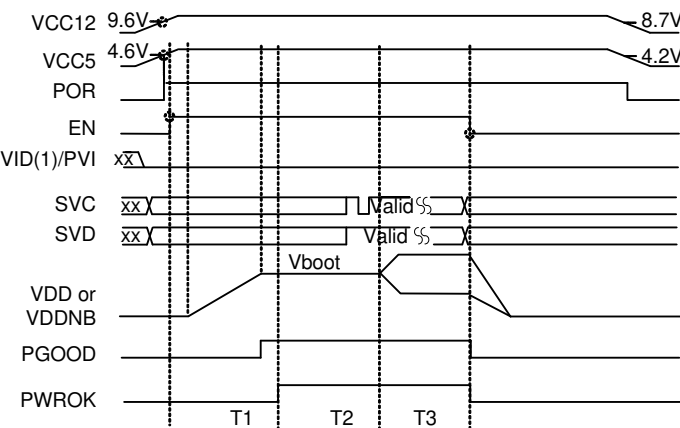 VCC12 9.6V 8.7V
VCC5 4.6V 4.2V
POR
EN
VID(1)/PVI xx
SVC xx Valid
SVD xx Valid
Vboot
VDD or
VDDNB
PGOOD
PWROK
T1 T2 T3